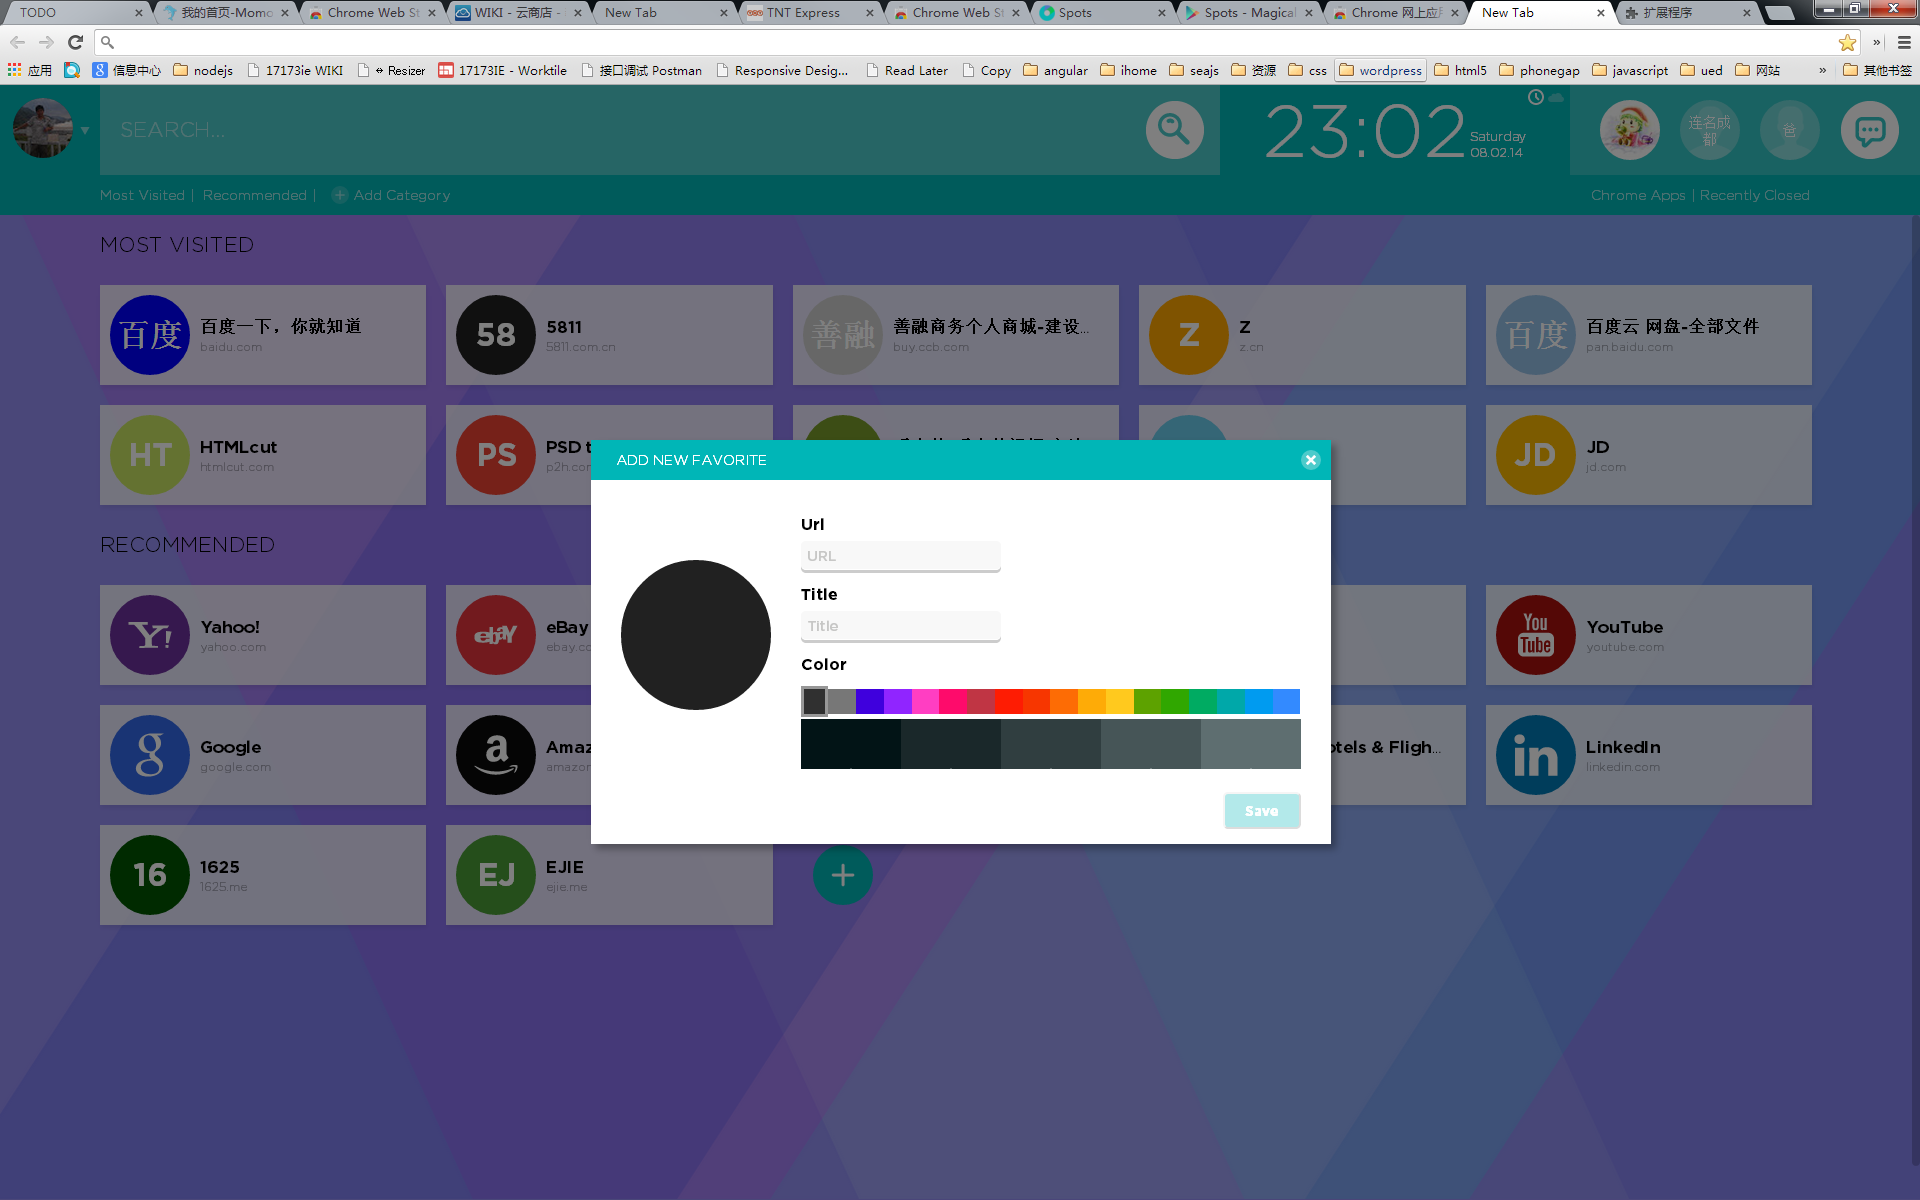 TODO
我的首页-Momo
Chrome Web St
WIKI - 云商店 -
New Tab
TNT Express
Chrome Web St
Spots
Spots - Magical
Chrome 网上应用
New Tab
扩展程序
应用
信息中心
nodejs
17173ie WIKI
↔ Resizer
17173IE - Worktile
接口调试 Postman
Responsive Desig...
Read Later
Copy
angular
ihome
seajs
资源
css
wordpress
html5
phonegap
javascript
ued
网站
»
其他书签
SEARCH...
23:02
Saturday
08.02.14
连名成都
爸
Most Visited | Recommended | + Add Category
Chrome Apps | Recently Closed
MOST VISITED
百度
百度一下，你就知道
baidu.com
58
5811
5811.com.cn
善融
善融商务个人商城-建设...
buy.ccb.com
Z
Z
z.cn
百度
百度云 网盘-全部文件
pan.baidu.com
HT
HTMLcut
htmlcut.com
PS
PSD t
p2h.com
JD
JD
jd.com
ADD NEW FAVORITE
Url
URL
Title
Title
Color
Save
RECOMMENDED
Y!
Yahoo!
yahoo.com
ebay
eBay
ebay.co
You
Tube
YouTube
youtube.com
g
Google
google.com
a
Amaz
amazon
otels & Fligh...
in
LinkedIn
linkedin.com
16
1625
1625.me
EJ
EJIE
ejie.me
+